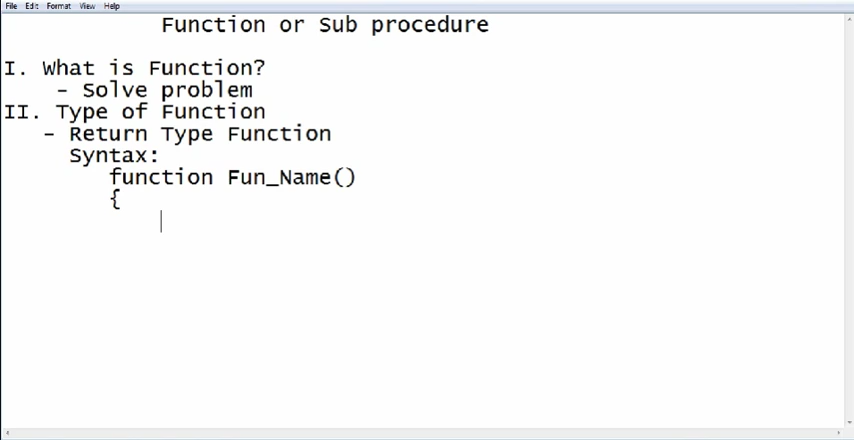 File Edit Format View Help
Function or Sub procedure
I. What is Function?
- Solve problem
II. Type of Function
- Return Type Function
Syntax:
function Fun_Name()
{